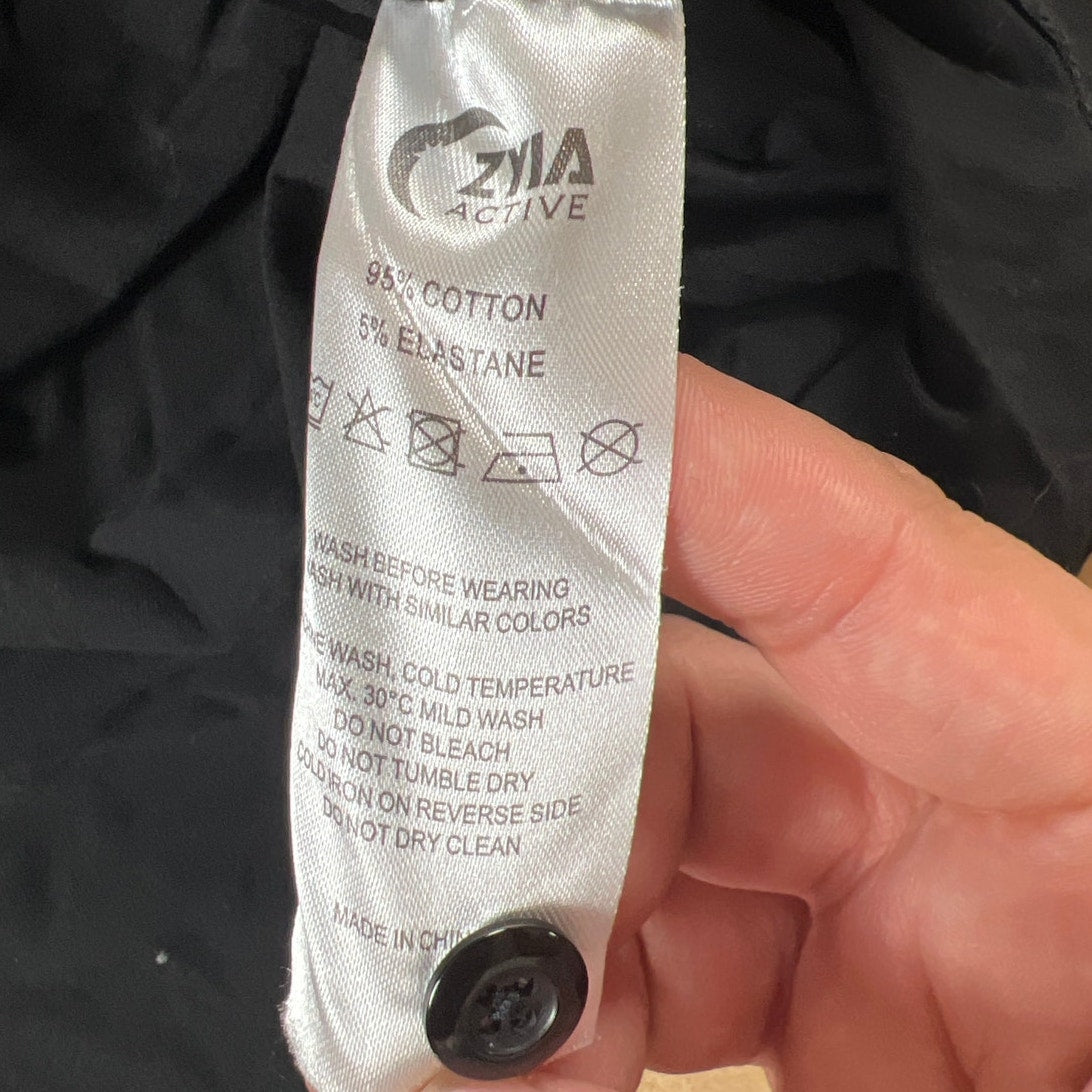 ZYIA
ACTIVE
95% COTTON
5% ELASTANE
WASH BEFORE WEARING
WITH SIMILAR COLORS
WASH, COLD TEMPERATURE
MAX. 30°C MILD WASH
DO NOT BLEACH
DO NOT TUMBLE DRY
COLD IRON ON REVERSE SIDE
DO NOT DRY CLEAN
MADE IN